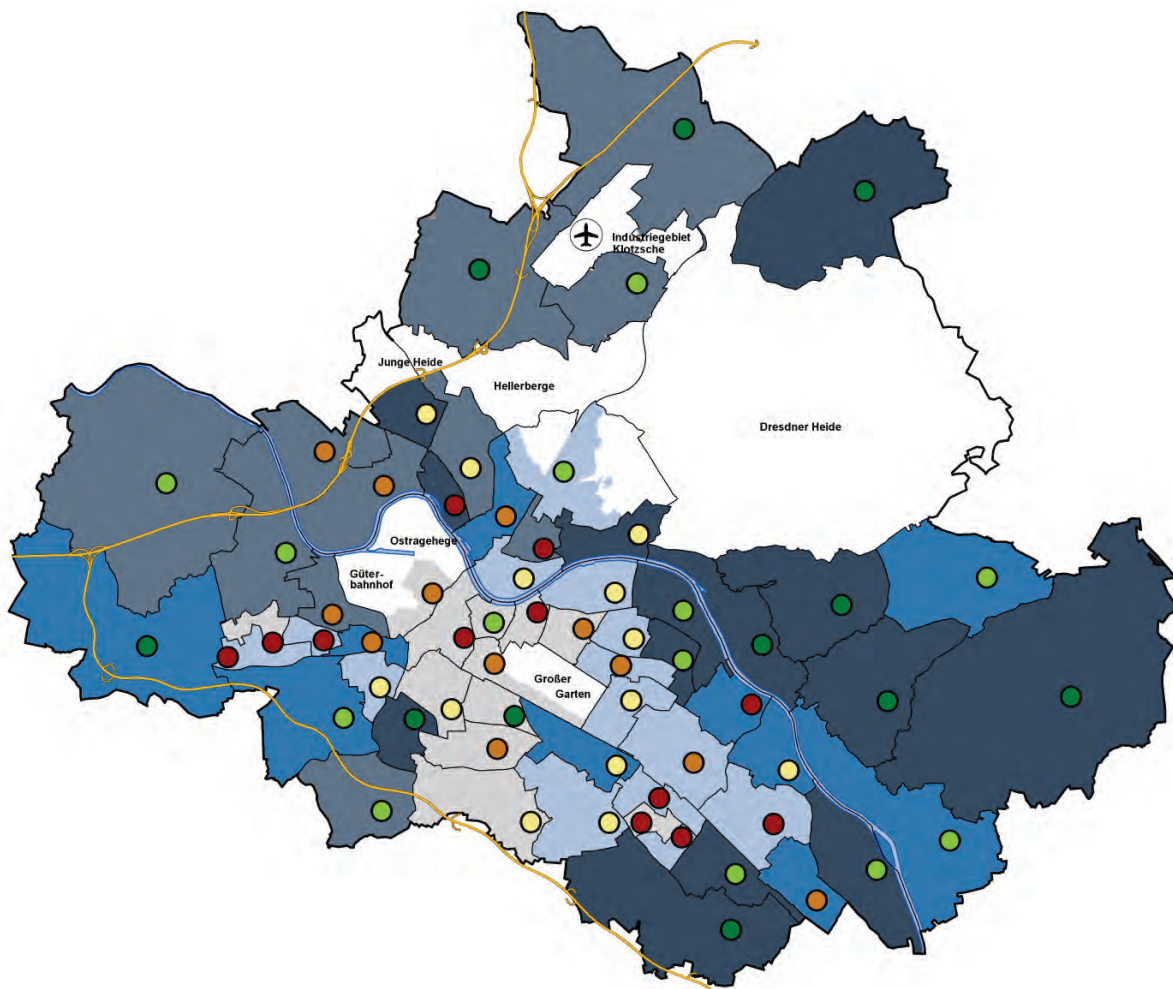 Industriegebiet
Klotzsche
Junge Heide
Hellerberge
Dresdner Heide
Ostragehege
Güter-
bahnhof
Großer
Garten